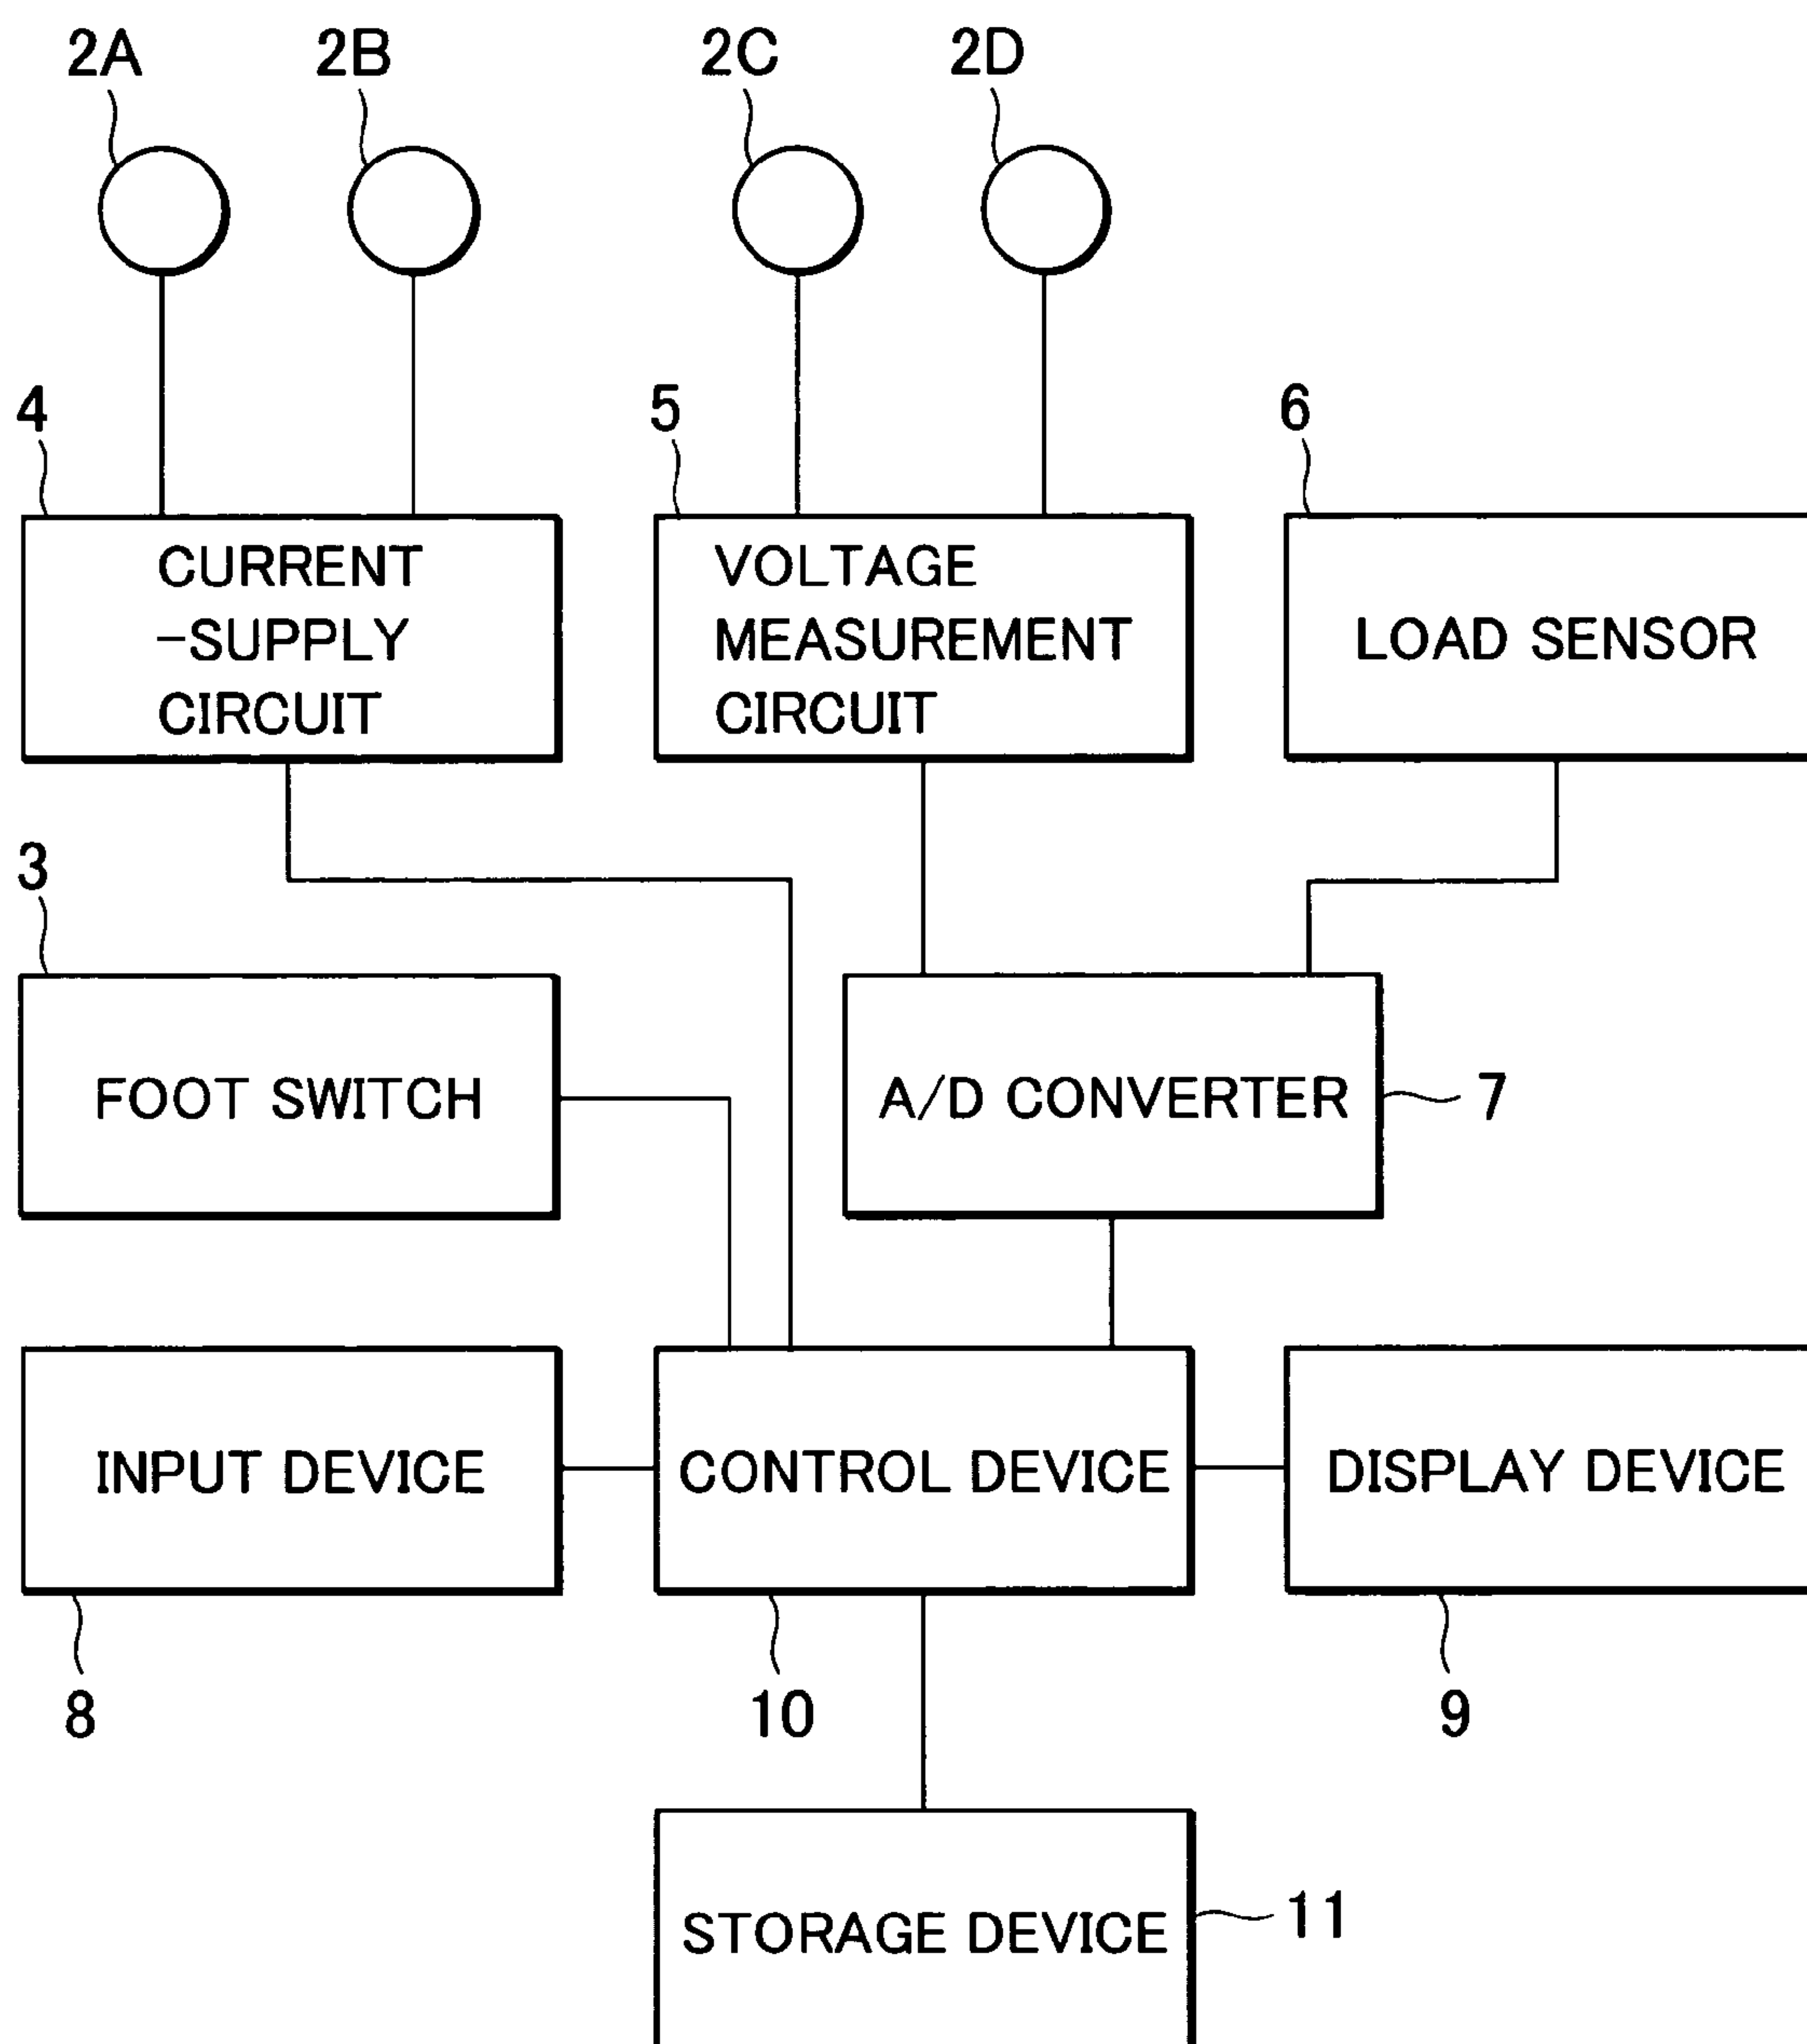 2A 2B 2C 2D
4 5 6
CURRENT
-SUPPLY
CIRCUIT
VOLTAGE
MEASUREMENT
CIRCUIT
LOAD SENSOR
3
FOOT SWITCH
A/D CONVERTER
7
INPUT DEVICE
CONTROL DEVICE
DISPLAY DEVICE
8 10 9
STORAGE DEVICE
11